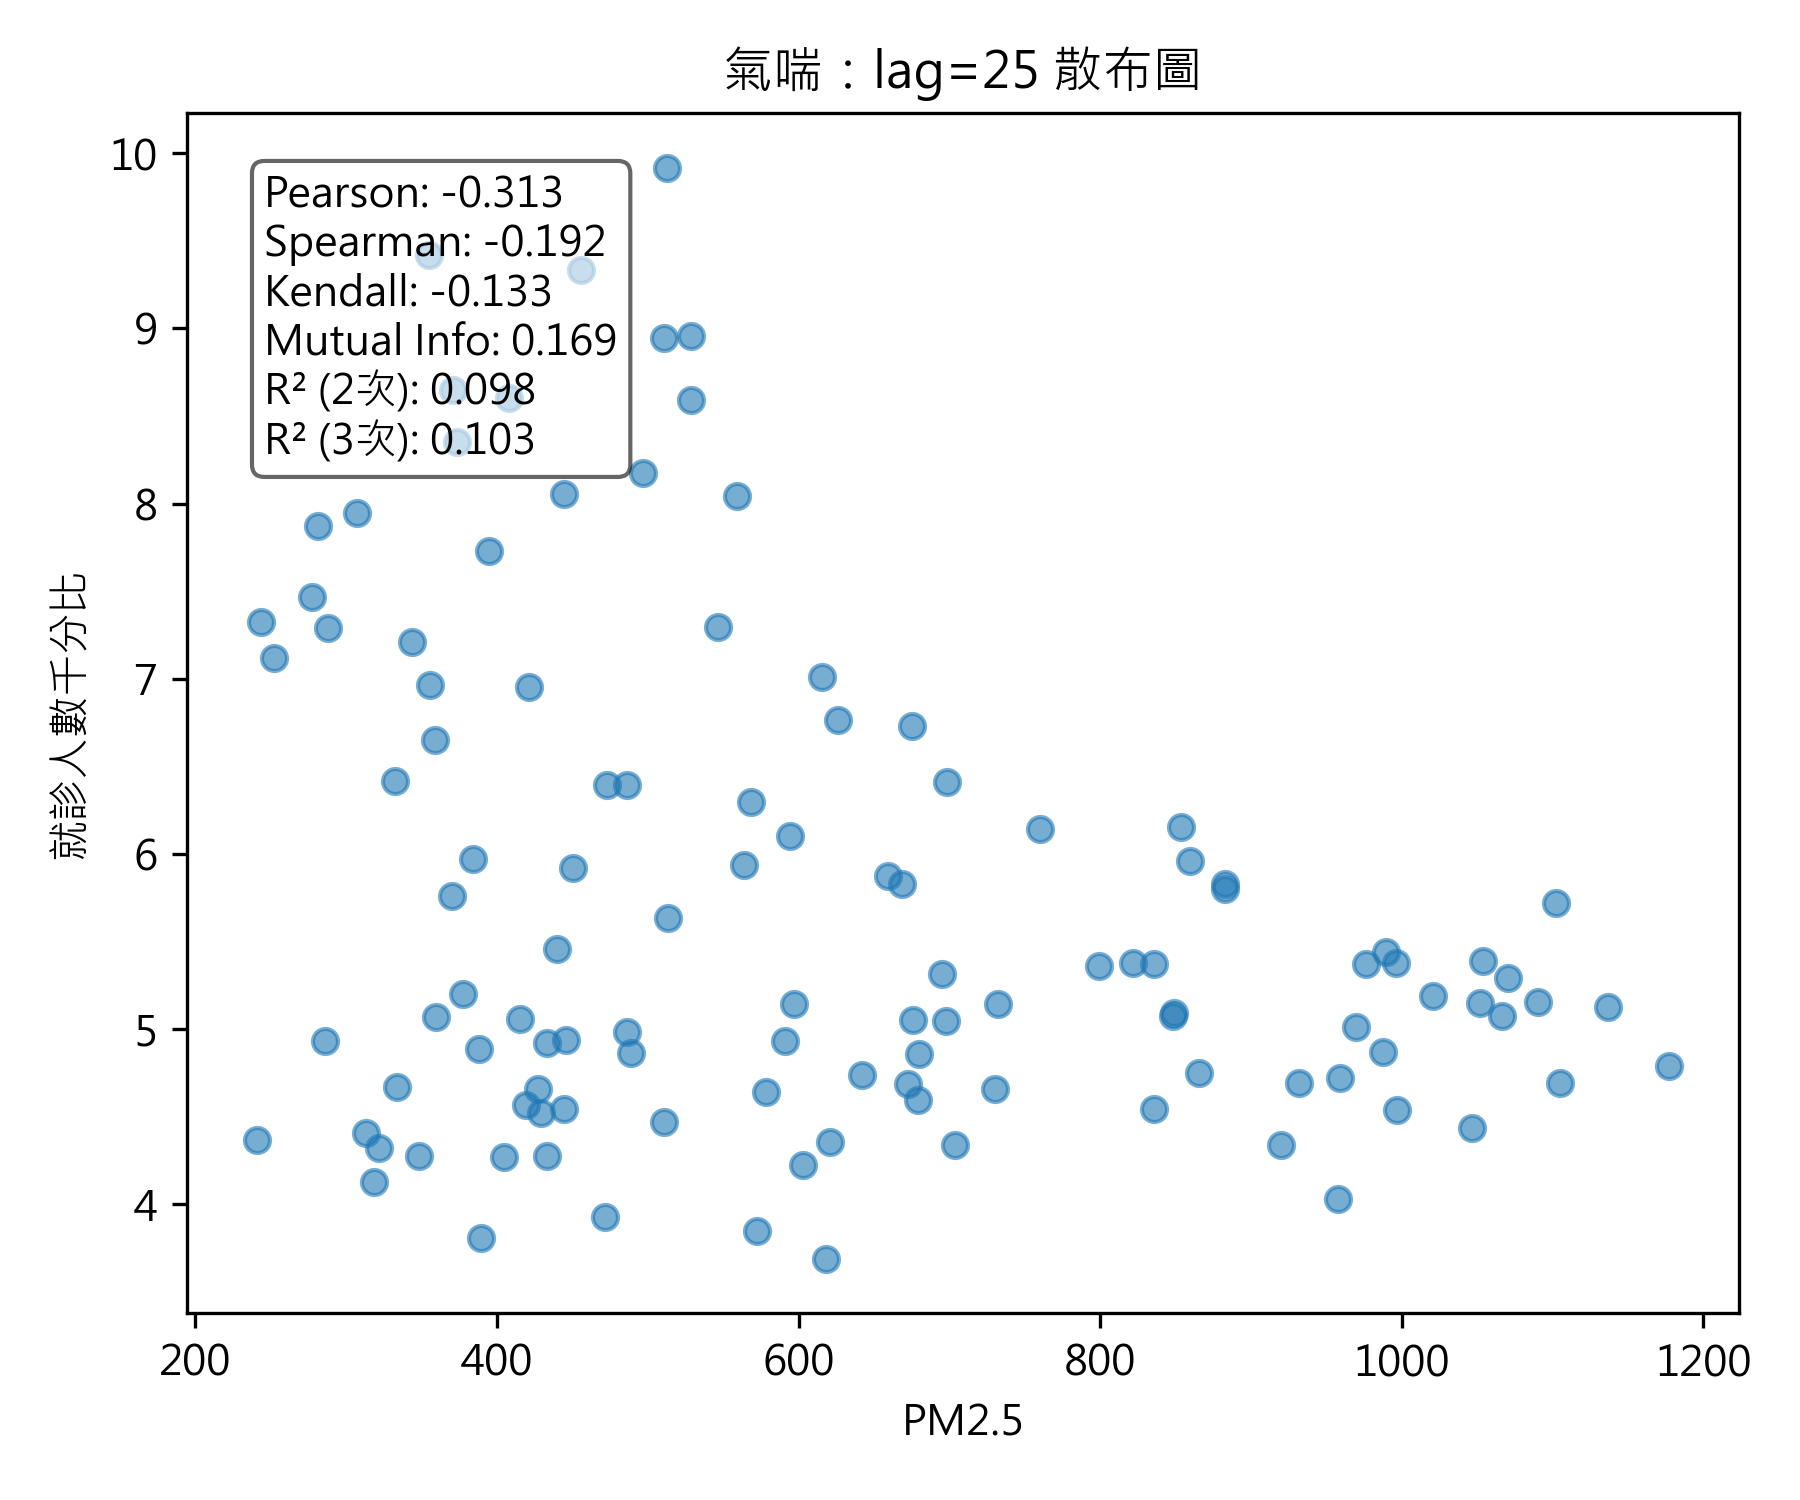 氣喘：lag=25 散布圖
Pearson: -0.313
Spearman: -0.192
Kendall: -0.133
Mutual Info: 0.169
R² (2次): 0.098
R² (3次): 0.103
10
9
8
7
6
5
4
就診人數千分比
200 400 600 800 1000 1200
PM2.5